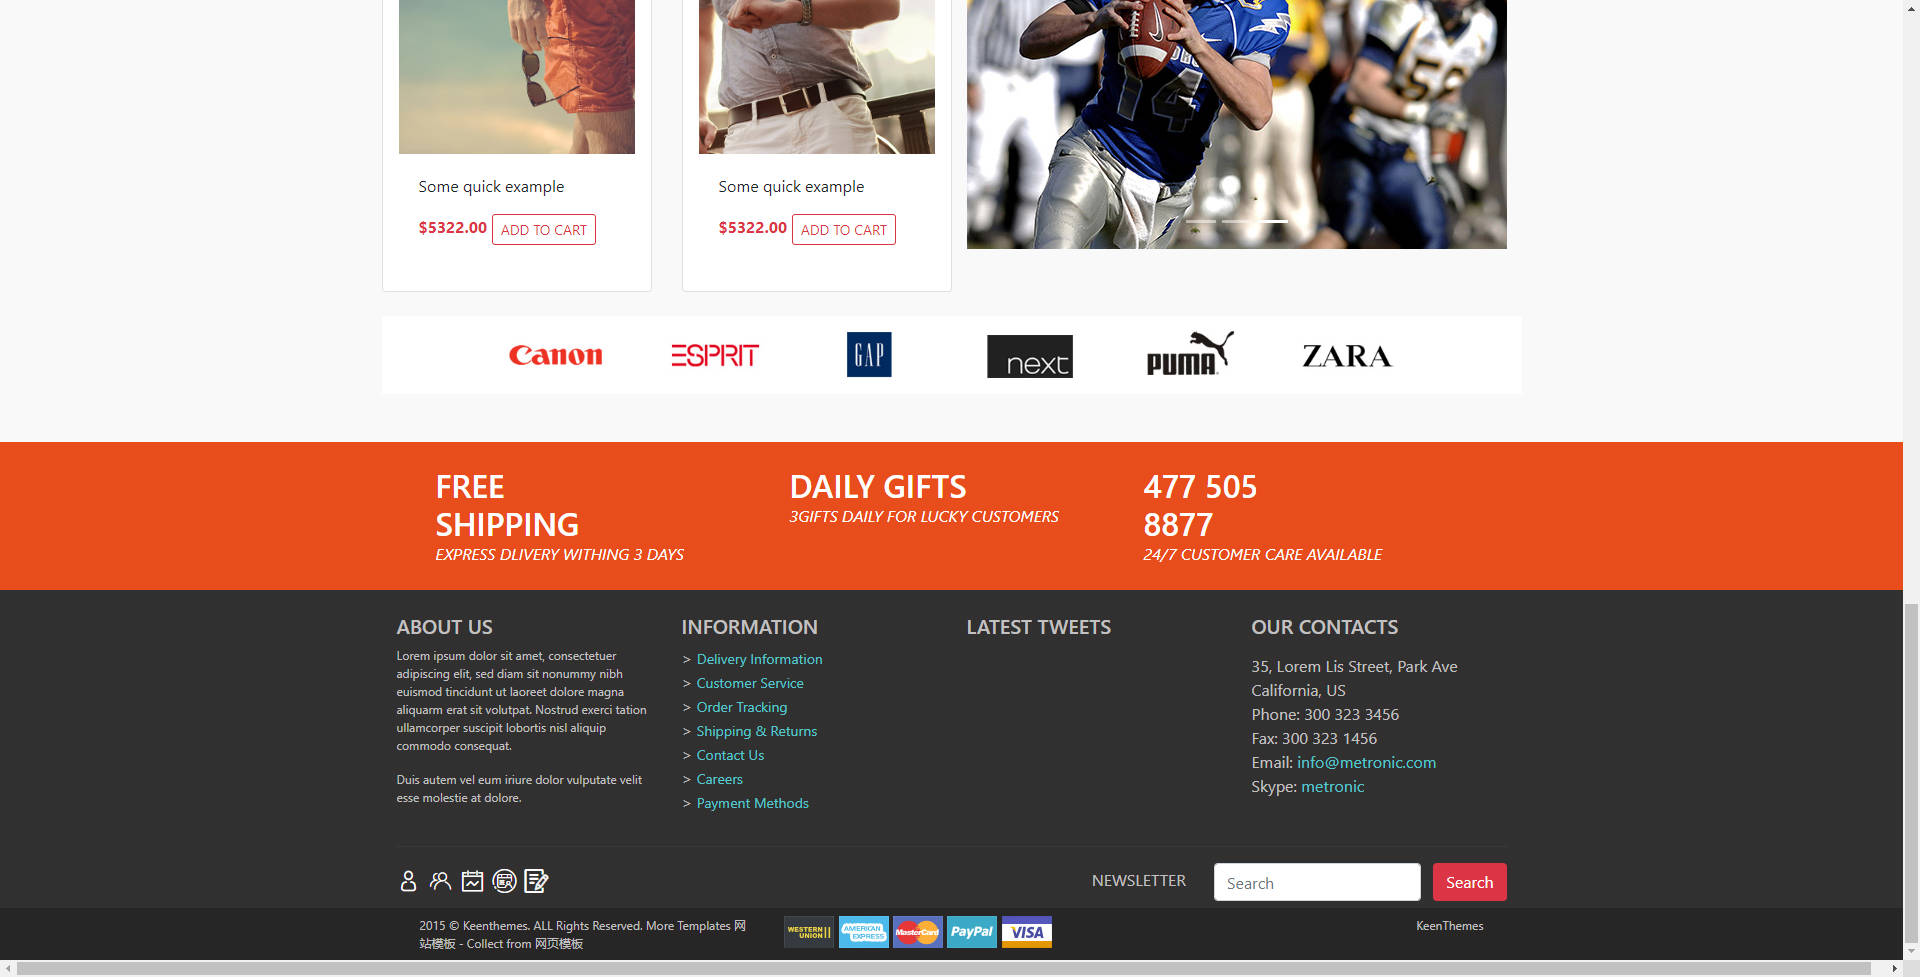 14
52
Some quick example
$5322.00 ADD TO CART
Some quick example
$5322.00 ADD TO CART
Canon
ESPRIT
GAP
next
PUMA
ZARA
FREE
SHIPPING
EXPRESS DLIVERY WITHING 3 DAYS
DAILY GIFTS
3GIFTS DAILY FOR LUCKY CUSTOMERS
477 505
8877
24/7 CUSTOMER CARE AVAILABLE
ABOUT US
Lorem ipsum dolor sit amet, consectetuer
adipiscing elit, sed diam sit nonummy nibh
euismod tincidunt ut laoreet dolore magna
aliquarm erat sit volutpat. Nostrud exerci tation
ullamcorper suscipit lobortis nisl aliquip
commodo consequat.
Duis autem vel eum iriure dolor vulputate velit
esse molestie at dolore.
INFORMATION
> Delivery Information
> Customer Service
> Order Tracking
> Shipping & Returns
> Contact Us
> Careers
> Payment Methods
LATEST TWEETS
OUR CONTACTS
35, Lorem Lis Street, Park Ave
California, US
Phone: 300 323 3456
Fax: 300 323 1456
Email: info@metronic.com
Skype: metronic
NEWSLETTER
Search
Search
2015 © Keenthemes. ALL Rights Reserved. More Templates 网
站模板 - Collect from 网页模板
WESTERN
UNION
AMERICAN
EXPRESS
MasterCard
PayPal
VISA
KeenThemes